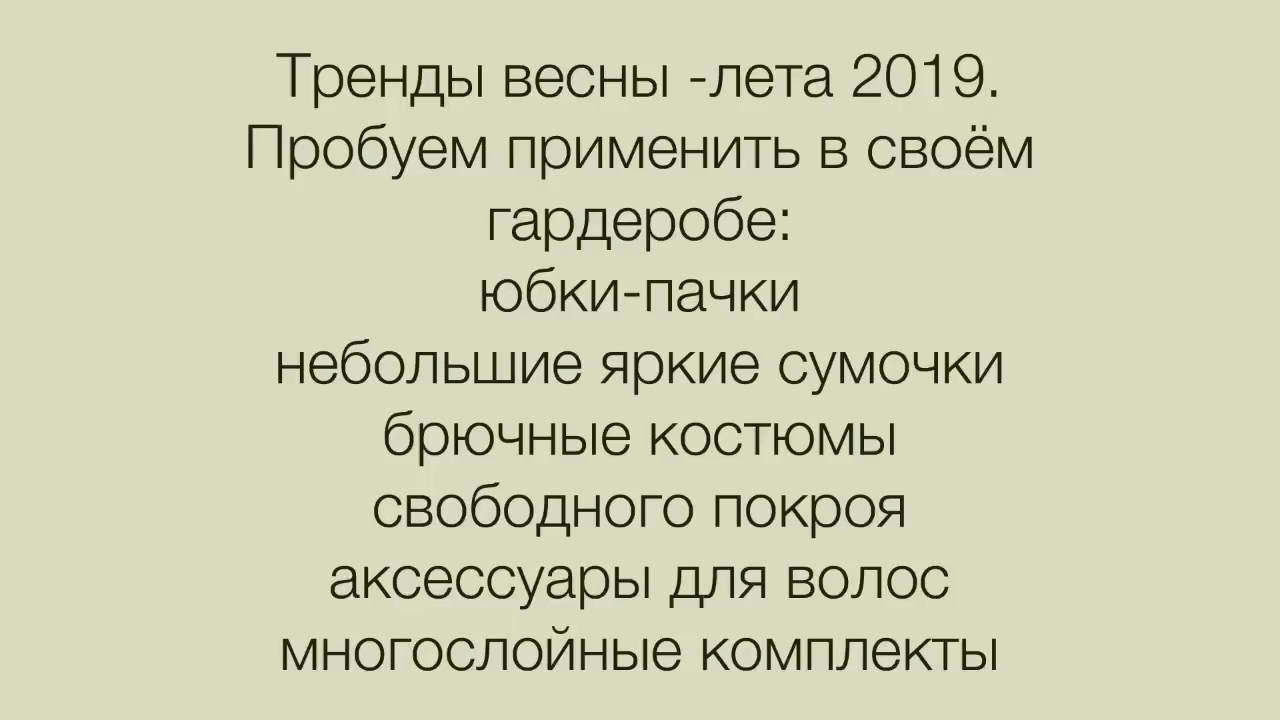 Тренды весны -лета 2019.
Пробуем применить в своём
гардеробе:
юбки-пачки
небольшие яркие сумочки
брючные костюмы
свободного покроя
аксессуары для волос
многослойные комплекты